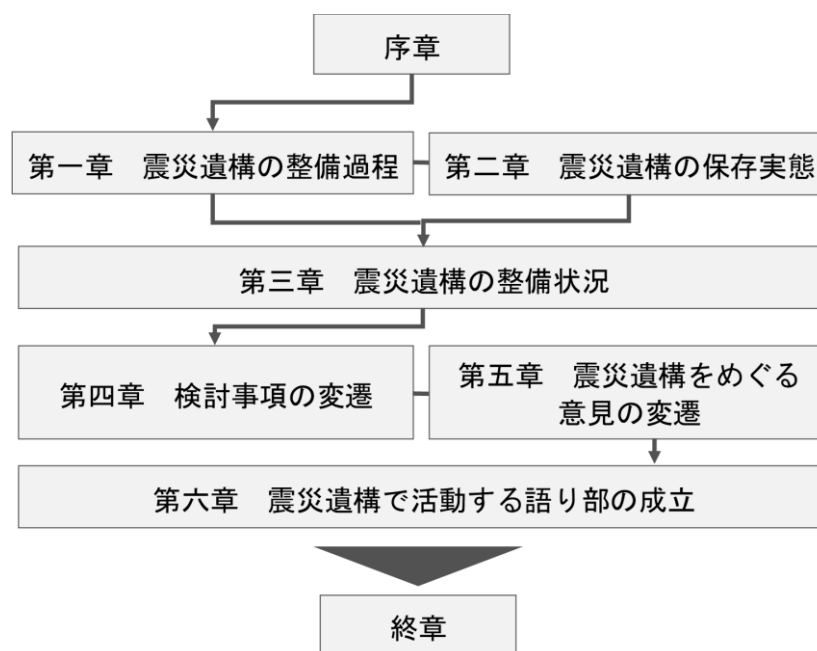 序章
第一章　震災遺構の整備過程
第二章　震災遺構の保存実態
第三章　震災遺構の整備状況
第四章　検討事項の変遷
第五章　震災遺構をめぐる
意見の変遷
第六章　震災遺構で活動する語り部の成立
終章